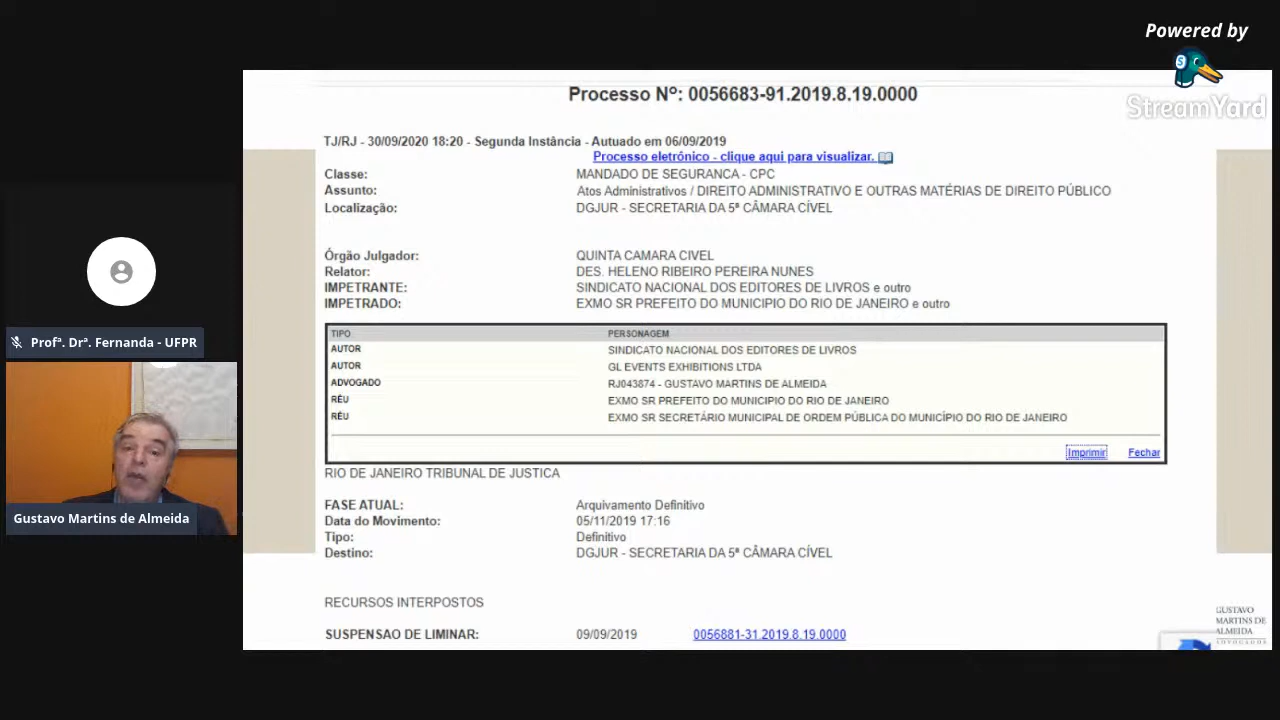 Powered by
StreamYard
Processo Nº: 0056683-91.2019.8.19.0000
TJ/RJ - 30/09/2020 18:20 - Segunda Instância - Autuado em 06/09/2019
Processo eletrônico - clique aqui para visualizar.
Classe: MANDADO DE SEGURANCA - CPC
Assunto: Atos Administrativos / DIREITO ADMINISTRATIVO E OUTRAS MATÉRIAS DE DIREITO PÚBLICO
Localização: DGJUR - SECRETARIA DA 5ª CÂMARA CÍVEL
Órgão Julgador: QUINTA CAMARA CIVEL
Relator: DES. HELENO RIBEIRO PEREIRA NUNES
IMPETRANTE: SINDICATO NACIONAL DOS EDITORES DE LIVROS e outro
IMPETRADO: EXMO SR PREFEITO DO MUNICIPIO DO RIO DE JANEIRO e outro
TIPO PERSONAGEM
AUTOR SINDICATO NACIONAL DOS EDITORES DE LIVROS
AUTOR GL EVENTS EXHIBITIONS LTDA
ADVOGADO RJ043874 - GUSTAVO MARTINS DE ALMEIDA
RÉU EXMO SR PREFEITO DO MUNICIPIO DO RIO DE JANEIRO
RÉU EXMO SR SECRETÁRIO MUNICIPAL DE ORDEM PÚBLICA DO MUNICÍPIO DO RIO DE JANEIRO
Imprimir Fechar
RIO DE JANEIRO TRIBUNAL DE JUSTICA
FASE ATUAL: Arquivamento Definitivo
Data do Movimento: 05/11/2019 17:16
Tipo: Definitivo
Destino: DGJUR - SECRETARIA DA 5ª CÂMARA CÍVEL
RECURSOS INTERPOSTOS
SUSPENSAO DE LIMINAR: 09/09/2019 0056881-31.2019.8.19.0000
GUSTAVO
MARTINS DE
ALMEIDA
ADVOGADOS
Profª. Drª. Fernanda - UFPR
Gustavo Martins de Almeida